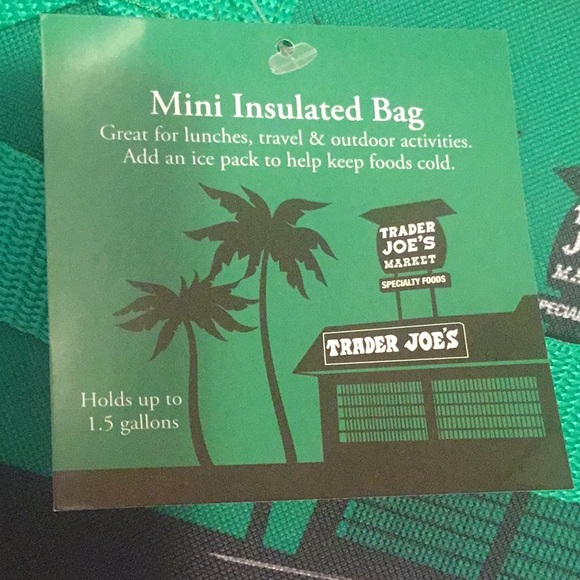 Mini Insulated Bag
Great for lunches, travel & outdoor activities.
Add an ice pack to help keep foods cold.
TRADER
JOE'S
MARKET
SPECIALTY FOODS
TRADER JOE'S
Holds up to
1.5 gallons